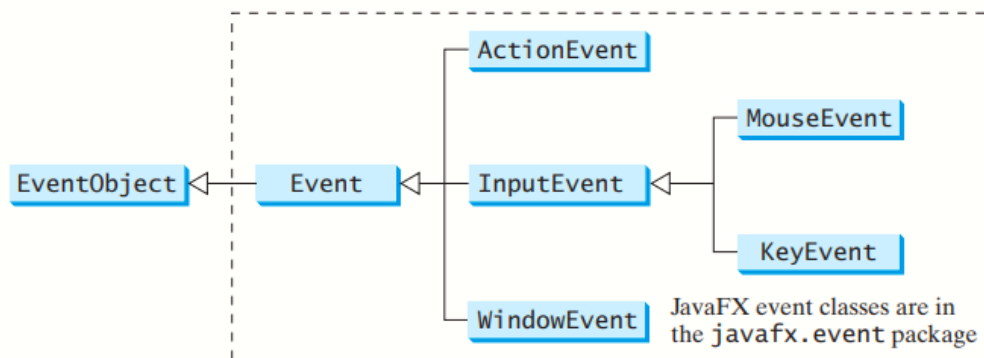 ActionEvent
MouseEvent
EventObject
Event
InputEvent
KeyEvent
WindowEvent
JavaFX event classes are in
the javafx.event package